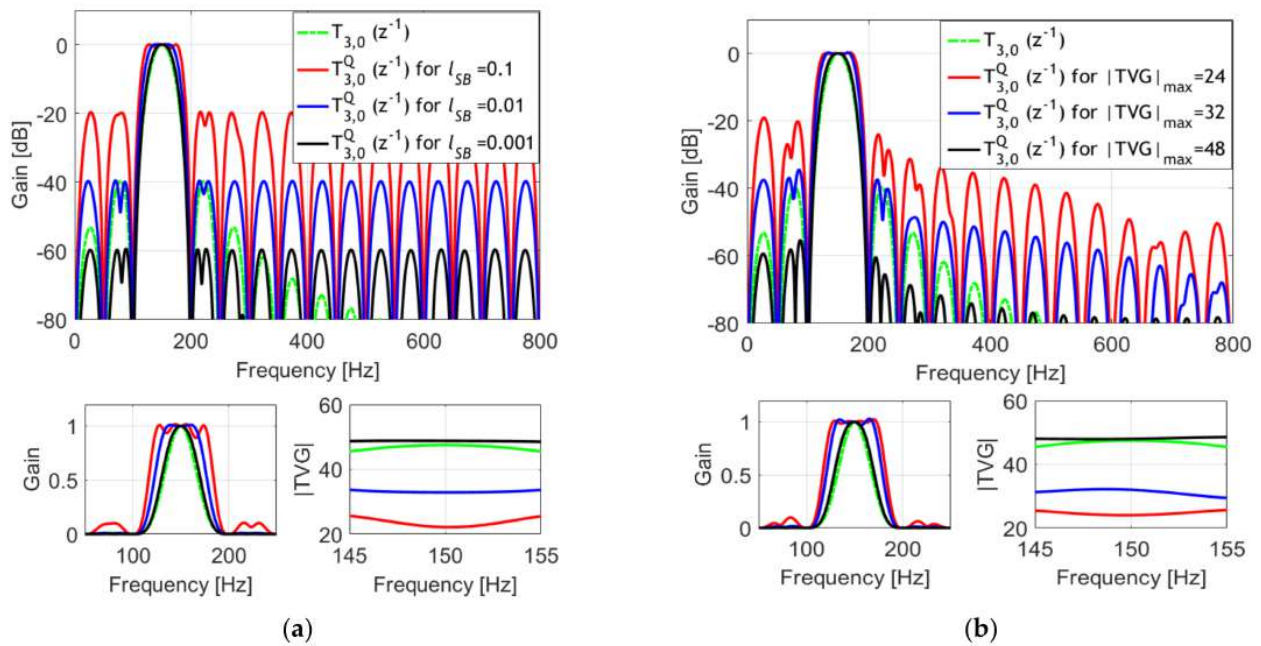 0
-20
-40
-60
-80
Gain [dB]
T3,0 (z-1)
TQ3,0 (z-1) for lSB=0.1
TQ3,0 (z-1) for lSB=0.01
TQ3,0 (z-1) for lSB=0.001
0 200 400 600 800
Frequency [Hz]
1
0.5
0
Gain
100 200
Frequency [Hz]
60
40
20
|TVG|
145 150 155
Frequency [Hz]
(a)
0
-20
-40
-60
-80
Gain [dB]
T3,0 (z-1)
TQ3,0 (z-1) for |TVG|max=24
TQ3,0 (z-1) for |TVG|max=32
TQ3,0 (z-1) for |TVG|max=48
0 200 400 600 800
Frequency [Hz]
1
0.5
0
Gain
100 200
Frequency [Hz]
60
40
20
|TVG|
145 150 155
Frequency [Hz]
(b)